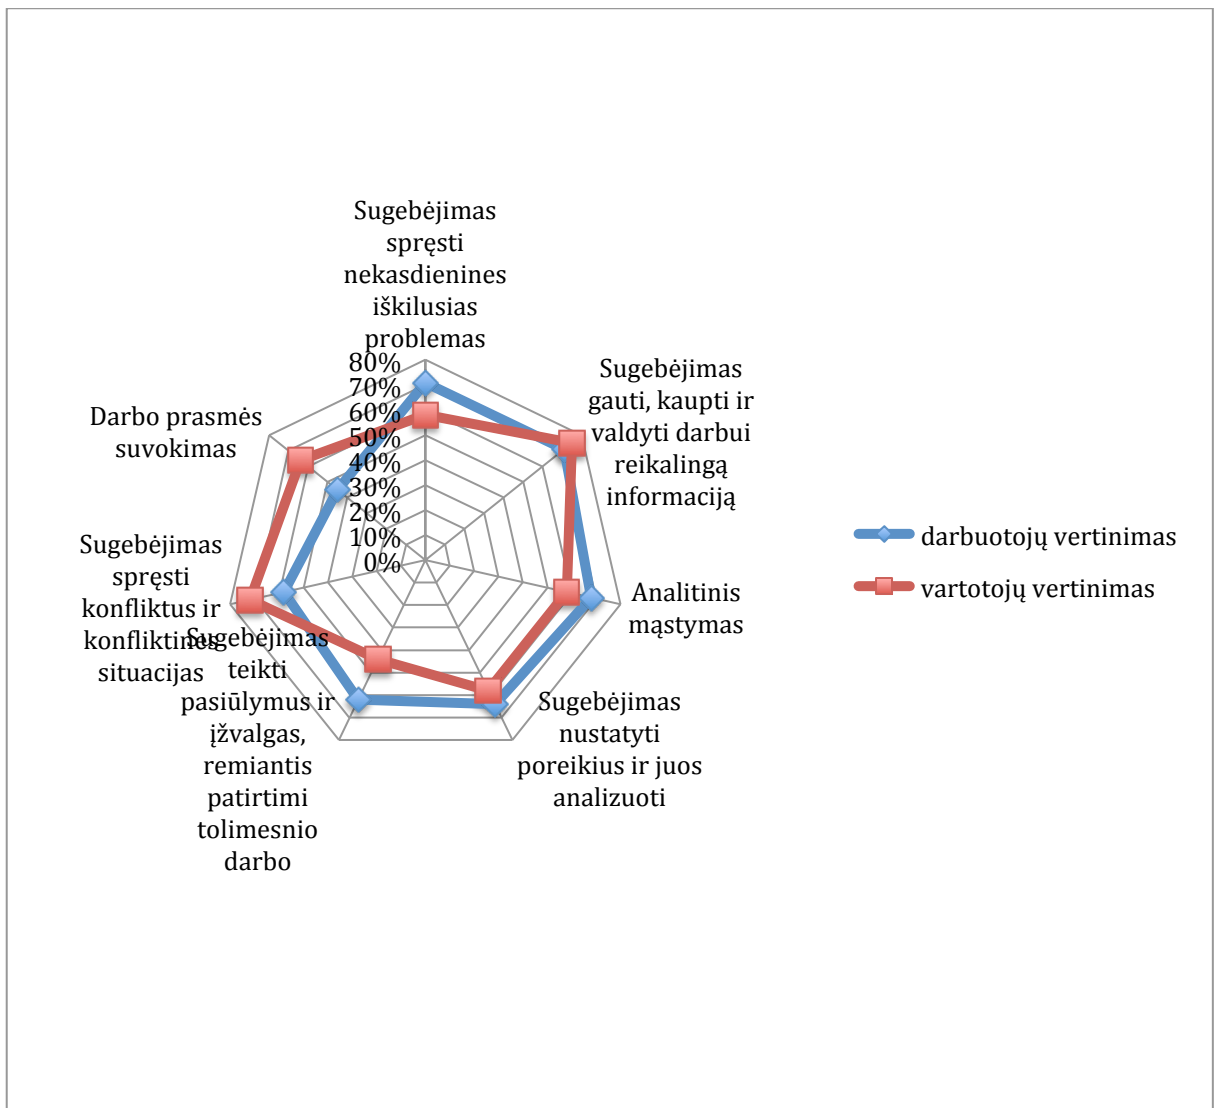 Sugebėjimas
spręsti
nekasdienines
iškilusias
problemas
80%
70%
60%
50%
40%
30%
20%
10%
0%
Sugebėjimas
gauti, kaupti ir
valdyti darbui
reikalingą
informaciją
Analitinis
mąstymas
Sugebėjimas
nustatyti
poreikius ir juos
analizuoti
Sugebėjimas
teikti
pasiūlymus ir
įžvalgas,
remiantis
patirtimi
tolimesnio
darbo
Sugebėjimas
spręsti
konfliktus ir
konfliktines
situacijas
Darbo prasmės
suvokimas
darbuotojų vertinimas
vartotojų vertinimas